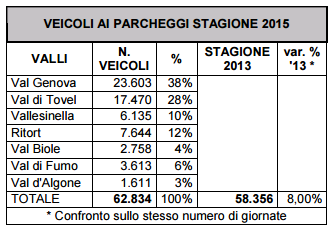 VEICOLI AI PARCHEGGI STAGIONE 2015
VALLI N. VEICOLI % STAGIONE 2013 var. % '13 *
Val Genova 23.603 38%
Val di Tovel 17.470 28%
Vallesinella 6.135 10%
Ritort 7.644 12%
Val Biole 2.758 4%
Val di Fumo 3.613 6%
Val d'Algone 1.611 3%
TOTALE 62.834 100% 58.356 8,00%
* Confronto sullo stesso numero di giornate